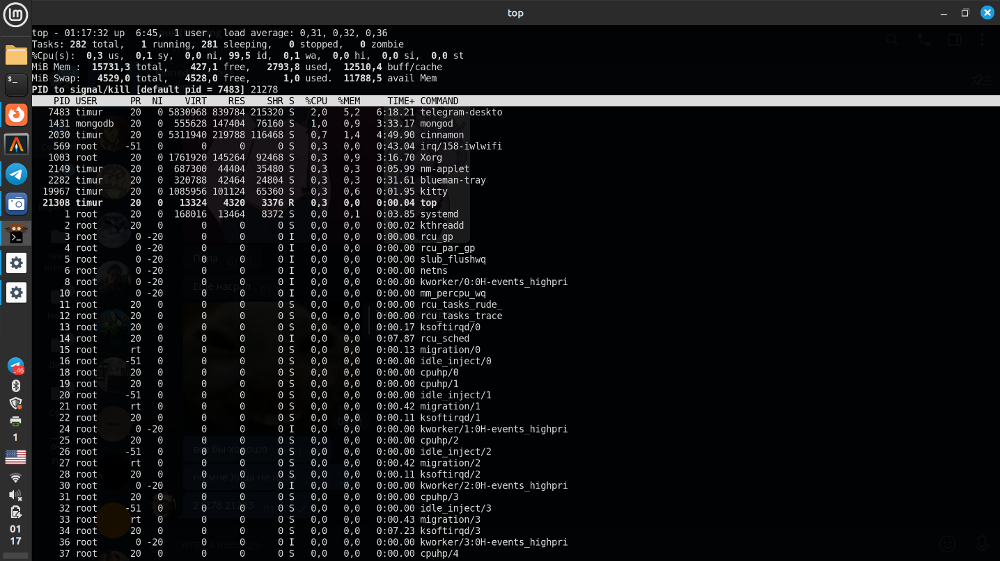 top
top - 01:17:32 up  6:45,  1 user,  load average: 0,31, 0,32, 0,36
Tasks: 282 total,   1 running, 281 sleeping,   0 stopped,   0 zombie
%Cpu(s):  0,3 us,  0,1 sy,  0,0 ni, 99,5 id,  0,1 wa,  0,0 hi,  0,0 si,  0,0 st
MiB Mem :  15731,3 total,    427,1 free,   2793,8 used,  12510,4 buff/cache
MiB Swap:   4529,0 total,   4528,0 free,      1,0 used.  11788,5 avail Mem
PID to signal/kill [default pid = 7483] 21278
PID USER PR NI VIRT RES SHR S %CPU %MEM TIME+ COMMAND
7483 timur 20 0 5830968 839784 215320 S 2,0 5,2 6:18.21 telegram-deskto
1431 mongodb 20 0 555628 147404 76160 S 1,0 0,9 3:33.17 mongod
2030 timur 20 0 5311940 219788 116468 S 0,7 1,4 4:49.90 cinnamon
569 root -51 0 0 0 0 S 0,3 0,0 0:43.04 irq/158-iwlwifi
1003 root 20 0 1761920 145264 92468 S 0,3 0,9 3:16.70 Xorg
2149 timur 20 0 687300 44404 35480 S 0,3 0,3 0:05.99 nm-applet
2282 timur 20 0 320788 42464 24804 S 0,3 0,3 0:31.61 blueman-tray
19967 timur 20 0 1085956 101124 65360 S 0,3 0,6 0:01.95 kitty
21308 timur 20 0 13324 4320 3376 R 0,3 0,0 0:00.04 top
1 root 20 0 168016 13464 8372 S 0,0 0,1 0:03.85 systemd
2 root 20 0 0 0 0 S 0,0 0,0 0:00.02 kthreadd
3 root 0 -20 0 0 0 I 0,0 0,0 0:00.00 rcu_gp
4 root 0 -20 0 0 0 I 0,0 0,0 0:00.00 rcu_par_gp
5 root 0 -20 0 0 0 I 0,0 0,0 0:00.00 slub_flushwq
6 root 0 -20 0 0 0 I 0,0 0,0 0:00.00 netns
8 root 0 -20 0 0 0 I 0,0 0,0 0:00.00 kworker/0:0H-events_highpri
10 root 0 -20 0 0 0 I 0,0 0,0 0:00.00 mm_percpu_wq
11 root 20 0 0 0 0 S 0,0 0,0 0:00.00 rcu_tasks_rude_
12 root 20 0 0 0 0 S 0,0 0,0 0:00.00 rcu_tasks_trace
13 root 20 0 0 0 0 S 0,0 0,0 0:00.17 ksoftirqd/0
14 root 20 0 0 0 0 I 0,0 0,0 0:07.87 rcu_sched
15 root rt 0 0 0 0 S 0,0 0,0 0:00.13 migration/0
16 root -51 0 0 0 0 S 0,0 0,0 0:00.00 idle_inject/0
18 root 20 0 0 0 0 S 0,0 0,0 0:00.00 cpuhp/0
19 root 20 0 0 0 0 S 0,0 0,0 0:00.00 cpuhp/1
20 root -51 0 0 0 0 S 0,0 0,0 0:00.00 idle_inject/1
21 root rt 0 0 0 0 S 0,0 0,0 0:00.42 migration/1
22 root 20 0 0 0 0 S 0,0 0,0 0:00.11 ksoftirqd/1
24 root 0 -20 0 0 0 I 0,0 0,0 0:00.00 kworker/1:0H-events_highpri
25 root 20 0 0 0 0 S 0,0 0,0 0:00.00 cpuhp/2
26 root -51 0 0 0 0 S 0,0 0,0 0:00.00 idle_inject/2
27 root rt 0 0 0 0 S 0,0 0,0 0:00.42 migration/2
28 root 20 0 0 0 0 S 0,0 0,0 0:00.11 ksoftirqd/2
30 root 0 -20 0 0 0 I 0,0 0,0 0:00.00 kworker/2:0H-events_highpri
31 root 20 0 0 0 0 S 0,0 0,0 0:00.00 cpuhp/3
32 root -51 0 0 0 0 S 0,0 0,0 0:00.00 idle_inject/3
33 root rt 0 0 0 0 S 0,0 0,0 0:00.43 migration/3
34 root 20 0 0 0 0 S 0,0 0,0 0:07.23 ksoftirqd/3
36 root 0 -20 0 0 0 I 0,0 0,0 0:00.00 kworker/3:0H-events_highpri
37 root 20 0 0 0 0 S 0,0 0,0 0:00.00 cpuhp/4
46
1
01
17